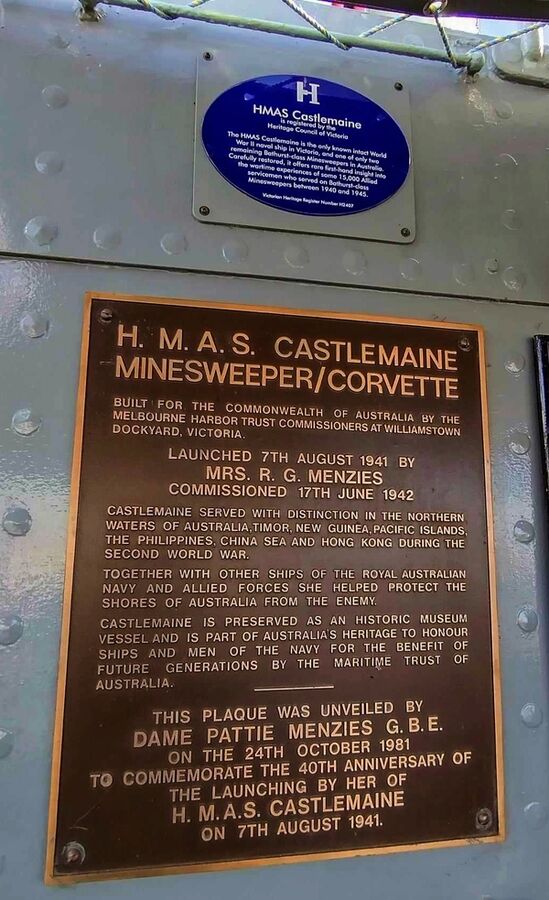 H
HMAS Castlemaine
is registered by the
Heritage Council of Victoria
The HMAS Castlemaine is the only known intact World
War II naval ship in Victoria, and one of only two
remaining Bathurst-class Minesweepers in Australia.
Carefully restored, it offers rare first-hand insight into
the wartime experiences of some 15,000 Allied
servicemen who served on Bathurst-class
Minesweepers between 1940 and 1945.
Victorian Heritage Register Number H2407
H. M. A. S. CASTLEMAINE
MINESWEEPER/CORVETTE
BUILT FOR THE COMMONWEALTH OF AUSTRALIA BY THE
MELBOURNE HARBOR TRUST COMMISSIONERS AT WILLIAMSTOWN
DOCKYARD, VICTORIA.
LAUNCHED 7TH AUGUST 1941 BY
MRS. R. G. MENZIES
COMMISSIONED 17TH JUNE 1942
CASTLEMAINE SERVED WITH DISTINCTION IN THE NORTHERN
WATERS OF AUSTRALIA, TIMOR, NEW GUINEA, PACIFIC ISLANDS,
THE PHILIPPINES, CHINA SEA AND HONG KONG DURING THE
SECOND WORLD WAR.
TOGETHER WITH OTHER SHIPS OF THE ROYAL AUSTRALIAN
NAVY AND ALLIED FORCES SHE HELPED PROTECT THE
SHORES OF AUSTRALIA FROM THE ENEMY.
CASTLEMAINE IS PRESERVED AS AN HISTORIC MUSEUM
VESSEL AND IS PART OF AUSTRALIA'S HERITAGE TO HONOUR
SHIPS AND MEN OF THE NAVY FOR THE BENEFIT OF
FUTURE GENERATIONS BY THE MARITIME TRUST OF
AUSTRALIA.
THIS PLAQUE WAS UNVEILED BY
DAME PATTIE MENZIES G. B. E.
ON THE 24TH OCTOBER 1981
TO COMMEMORATE THE 40TH ANNIVERSARY OF
THE LAUNCHING BY HER OF
H. M. A. S. CASTLEMAINE
ON 7TH AUGUST 1941.